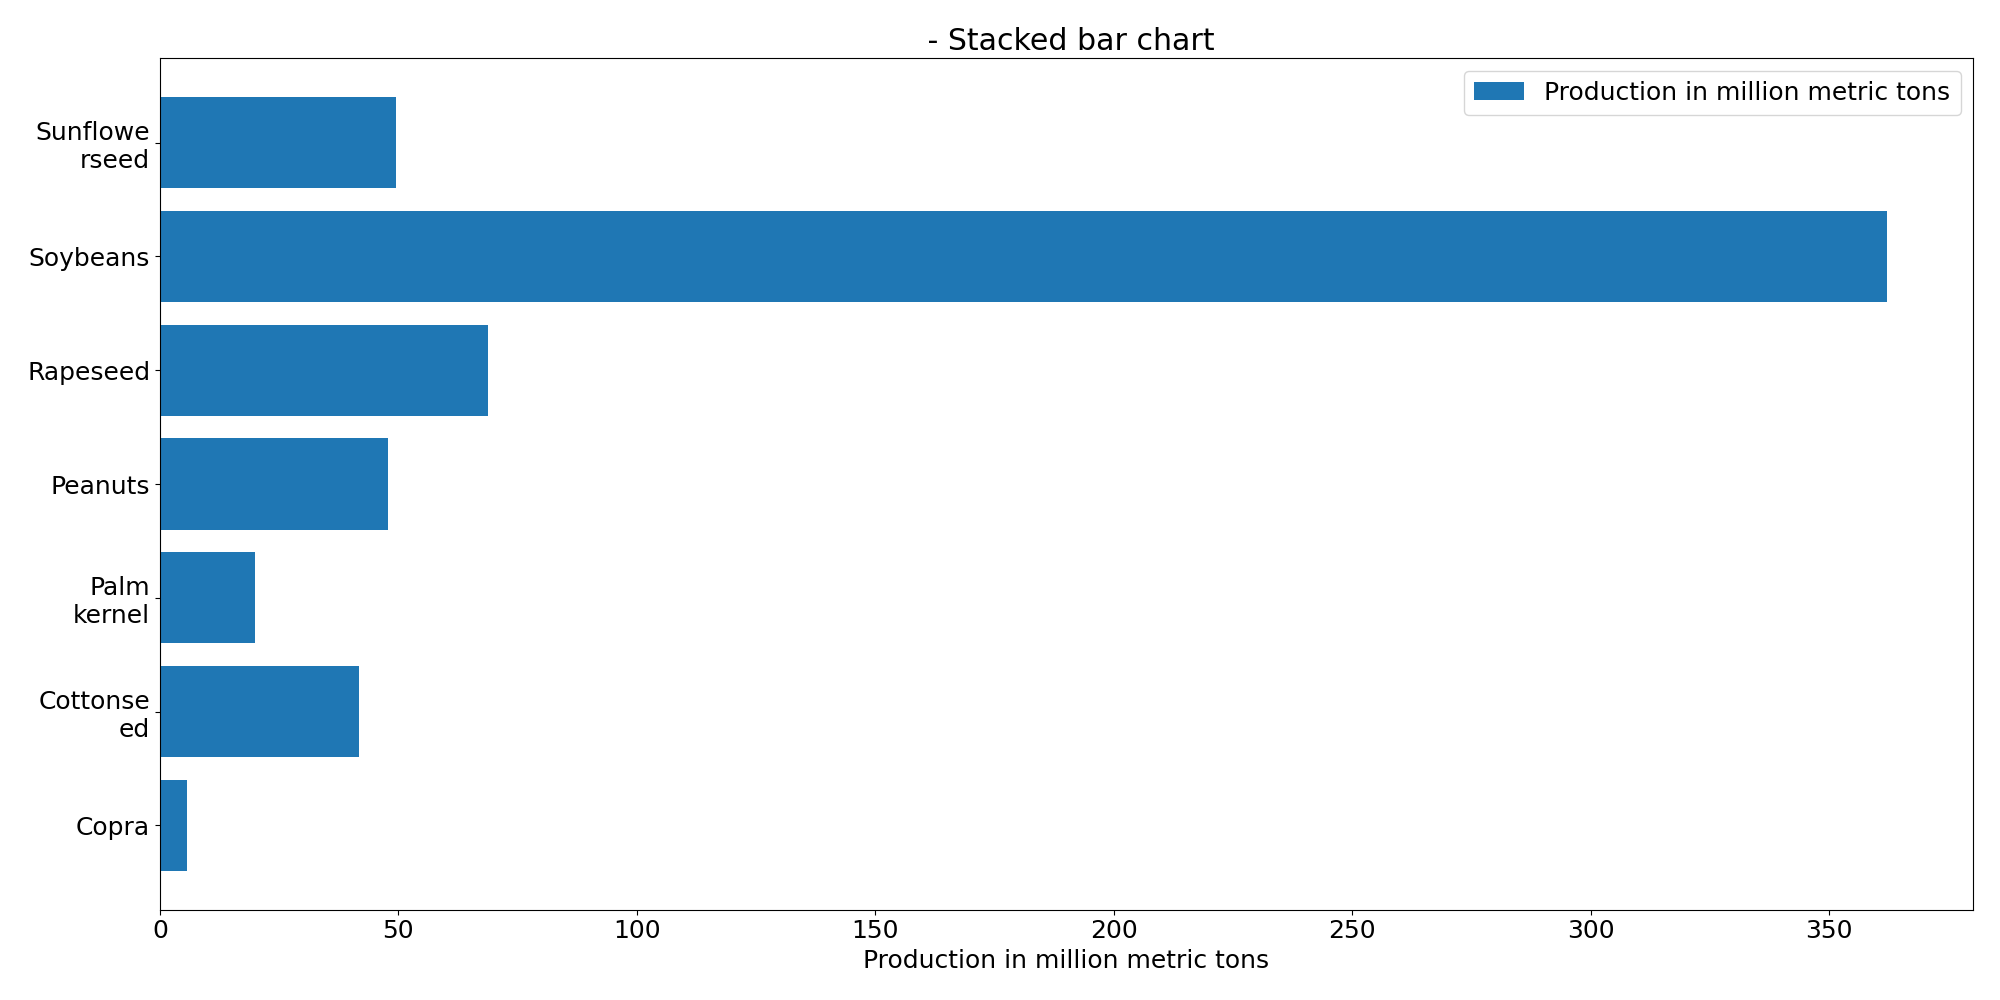 - Stacked bar chart
Production in million metric tons
Sunflowe
rseed
Soybeans
Rapeseed
Peanuts
Palm
kernel
Cottonse
ed
Copra
0 50 100 150 200 250 300 350
Production in million metric tons